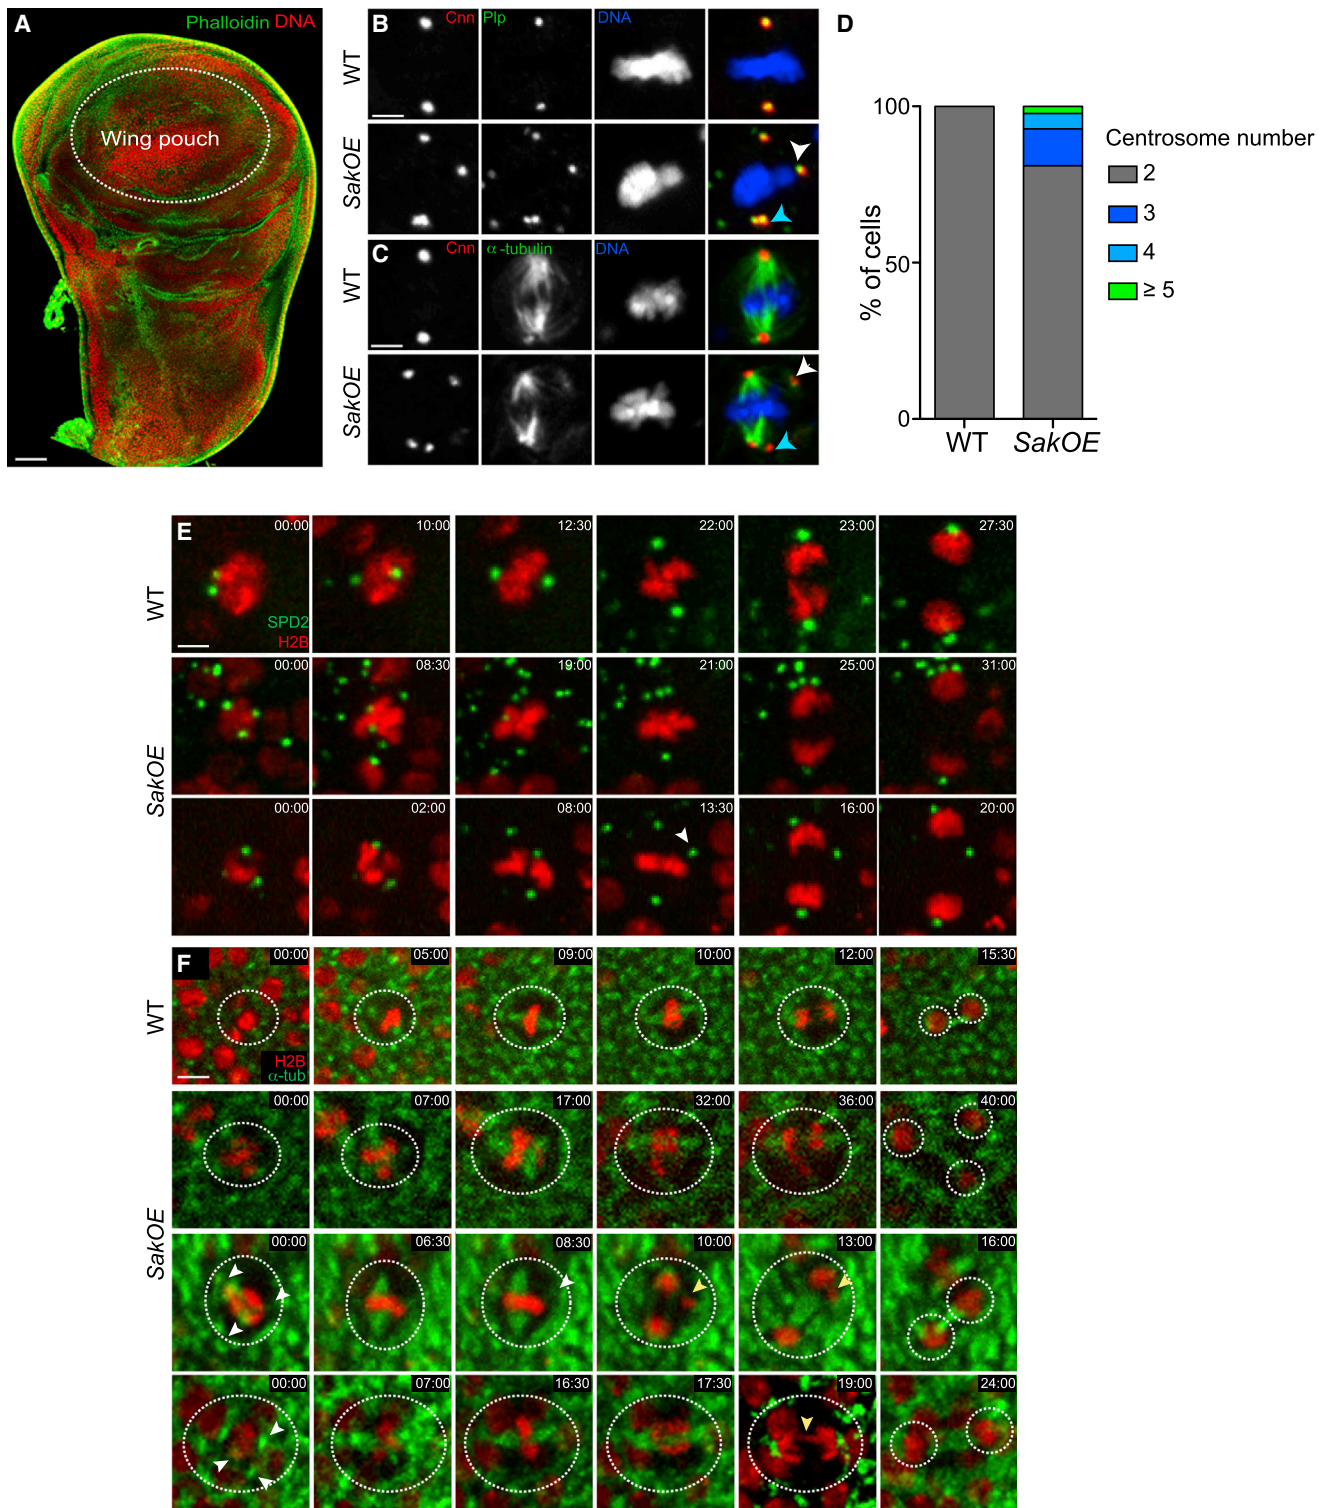 A
Phalloidin DNA
Wing pouch
B
Cnn
Plp
DNA
WT
SakOE
C
Cnn
α-tubulin
DNA
WT
SakOE
D
% of cells
100
50
0
WT
SakOE
Centrosome number
2
3
4
≥ 5
E
WT
00:00
10:00
12:30
22:00
23:00
27:30
SPD2
H2B
SakOE
00:00
08:30
19:00
21:00
25:00
31:00
00:00
02:00
08:00
13:30
16:00
20:00
F
WT
00:00
05:00
09:00
10:00
12:00
15:30
H2B
α-tub
SakOE
00:00
07:00
17:00
32:00
36:00
40:00
00:00
06:30
08:30
10:00
13:00
16:00
00:00
07:00
16:30
17:30
19:00
24:00